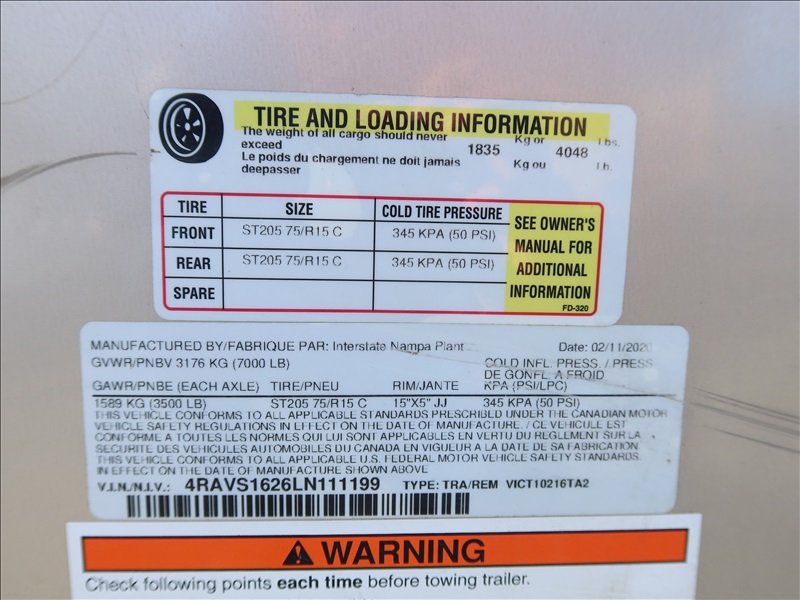 TIRE AND LOADING INFORMATION
The weight of all cargo should never exceed
Le poids du chargement ne doit jamais deepasser
1835 Kg or 4048 Lbs.
Kg ou Lb.
TIRE SIZE COLD TIRE PRESSURE
FRONT ST205 75/R15 C 345 KPA (50 PSI)
REAR ST205 75/R15 C 345 KPA (50 PSI)
SPARE
SEE OWNER'S
MANUAL FOR
ADDITIONAL
INFORMATION
FD-320
MANUFACTURED BY/FABRIQUE PAR: Interstate Nampa Plant Date: 02/11/2020
GVWR/PNBV 3176 KG (7000 LB) COLD INFL. PRESS. / PRESS
DE GONFL. A FROID
GAWR/PNBE (EACH AXLE) TIRE/PNEU RIM/JANTE KPA (PSI/LPC)
1589 KG (3500 LB) ST205 75/R15 C 15"X5" JJ 345 KPA (50 PSI)
THIS VEHICLE CONFORMS TO ALL APPLICABLE STANDARDS PRESCRIBED UNDER THE CANADIAN MOTOR
VEHICLE SAFETY REGULATIONS IN EFFECT ON THE DATE OF MANUFACTURE. / CE VEHICULE EST
CONFORME A TOUTES LES NORMES QUI LUI SONT APPLICABLES EN VERTU DU REGLEMENT SUR LA
SECURITE DES VEHICULES AUTOMOBILES DU CANADA EN VIGUEUR A LA DATE DE SA FABRICATION.
THIS VEHICLE CONFORMS TO ALL APPLICABLE U.S. FEDERAL MOTOR VEHICLE SAFETY STANDARDS.
IN EFFECT ON THE DATE OF MANUFACTURE SHOWN ABOVE
V.I.N./N.I.V.: 4RAVS1626LN111199 TYPE: TRA/REM VICT10216TA2
WARNING
Check following points each time before towing trailer.